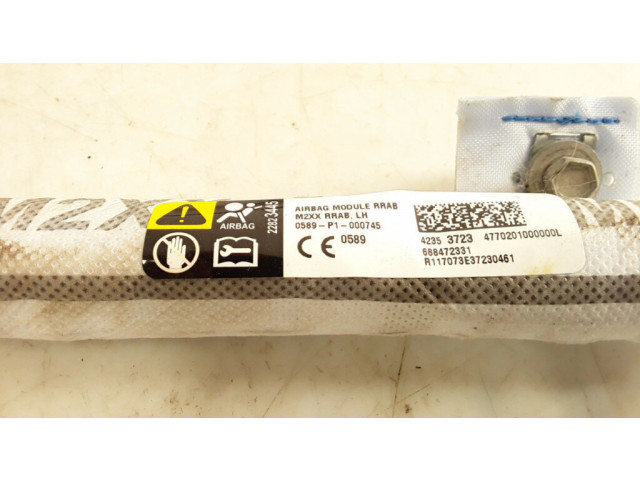 M2X
AIRBAG
2282 3445
AIRBAG MODULE RRAB
M2XX RRAB, LH
0589-P1-000745
CE 0589
4235 3723 4770201000000L
688472331
R117073E37230461